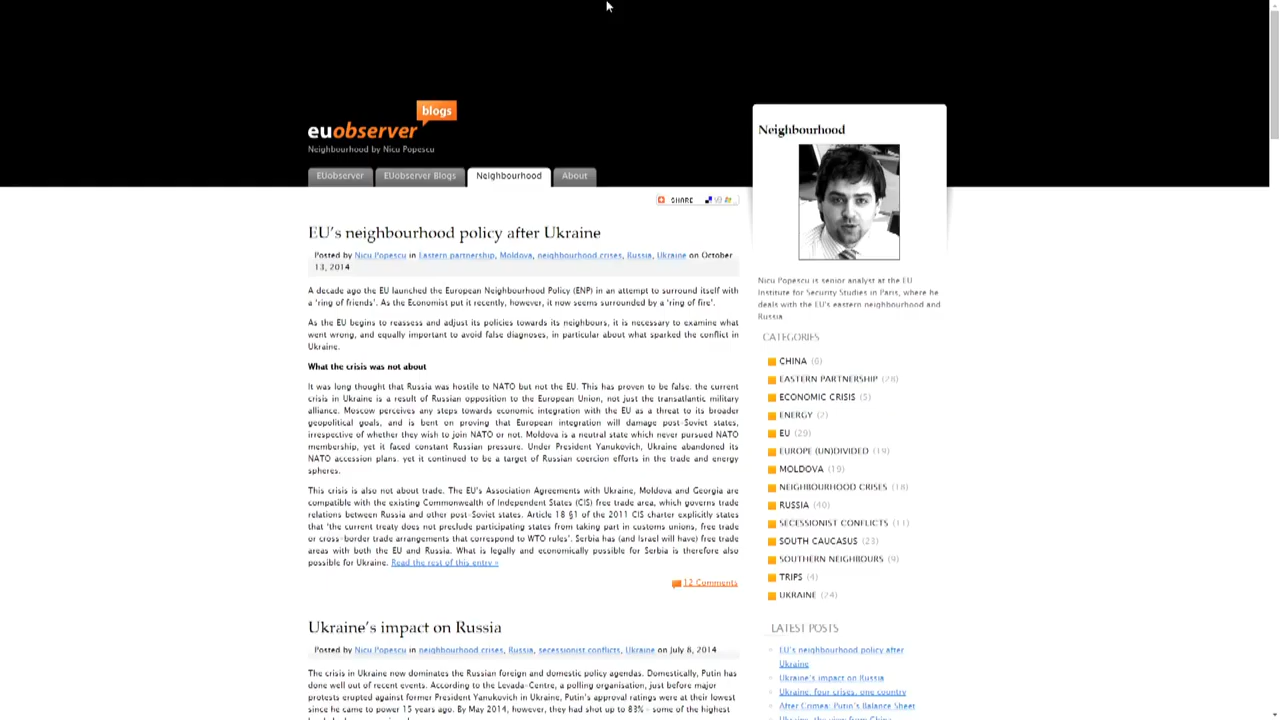 blogs
euobserver
Neighbourhood by Nicu Popescu
EUobserver EUobserver Blogs Neighbourhood About
SHARE
EU's neighbourhood policy after Ukraine
Posted by Nicu Popescu in Eastern partnership, Moldova, neighbourhood crises, Russia, Ukraine on October
13, 2014
A decade ago the EU launched the European Neighbourhood Policy (ENP) in an attempt to surround itself with
a 'ring of friends'. As the Economist put it recently, however, it now seems surrounded by a 'ring of fire'.
As the EU begins to reassess and adjust its policies towards its neighbours, it is necessary to examine what
went wrong, and equally important to avoid false diagnoses, in particular about what sparked the conflict in
Ukraine.
What the crisis was not about
It was long thought that Russia was hostile to NATO but not the EU. This has proven to be false: the current
crisis in Ukraine is a result of Russian opposition to the European Union, not just the transatlantic military
alliance. Moscow perceives any steps towards economic integration with the EU as a threat to its broader
geopolitical goals, and is bent on proving that European integration will damage post-Soviet states,
irrespective of whether they wish to join NATO or not. Moldova is a neutral state which never pursued NATO
membership, yet it faced constant Russian pressure. Under President Yanukovich, Ukraine abandoned its
NATO accession plans, yet it continued to be a target of Russian coercion efforts in the trade and energy
spheres.
This crisis is also not about trade. The EU's Association Agreements with Ukraine, Moldova and Georgia are
compatible with the existing Commonwealth of Independent States (CIS) free trade area, which governs trade
relations between Russia and other post-Soviet states. Article 18 §1 of the 2011 CIS charter explicitly states
that 'the current treaty does not preclude participating states from taking part in customs unions, free trade
or cross-border trade arrangements that correspond to WTO rules'. Serbia has (and Israel will have) free trade
areas with both the EU and Russia. What is legally and economically possible for Serbia is therefore also
possible for Ukraine. Read the rest of this entry »
12 Comments
Ukraine's impact on Russia
Posted by Nicu Popescu in neighbourhood crises, Russia, secessionist conflicts, Ukraine on July 8, 2014
The crisis in Ukraine now dominates the Russian foreign and domestic policy agendas. Domestically, Putin has
done well out of recent events. According to the Levada-Centre, a polling organisation, just before major
protests erupted against former President Yanukovich in Ukraine, Putin's approval ratings were at their lowest
since he came to power 15 years ago. By May 2014, however, they had shot up to 83% - some of the highest
Neighbourhood
Nicu Popescu is senior analyst at the EU
Institute for Security Studies in Paris, where he
deals with the EU's eastern neighbourhood and
Russia.
CATEGORIES
CHINA (6)
EASTERN PARTNERSHIP (28)
ECONOMIC CRISIS (5)
ENERGY (2)
EU (29)
EUROPE (UN)DIVIDED (19)
MOLDOVA (19)
NEIGHBOURHOOD CRISES (18)
RUSSIA (40)
SECESSIONIST CONFLICTS (11)
SOUTH CAUCASUS (23)
SOUTHERN NEIGHBOURS (9)
TRIPS (4)
UKRAINE (24)
LATEST POSTS
EU's neighbourhood policy after
Ukraine
Ukraine's impact on Russia
Ukraine: four crises, one country
After Crimea: Putin's Balance Sheet
Ukraine: the view from China